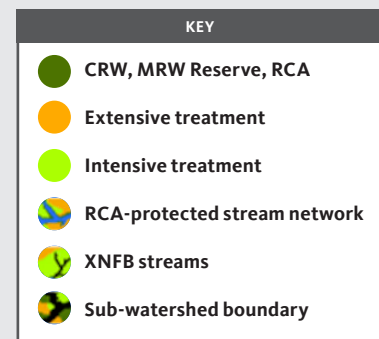 KEY
CRW, MRW Reserve, RCA
Extensive treatment
Intensive treatment
RCA-protected stream network
XNFB streams
Sub-watershed boundary